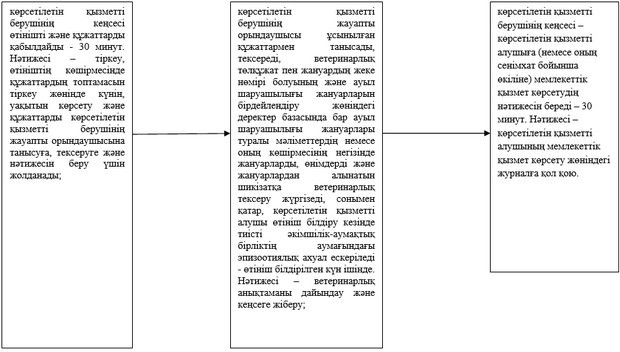 көрсетілетін қызметті
берушінің кеңсесі
өтінішті және құжаттарды
қабылдайды - 30 минут.
Нәтижесі – тіркеу,
өтініштің көшірмесінде
құжаттардың топтамасын
тіркеу жөнінде күнін,
уақытын көрсету және
құжаттарды көрсетілетін
қызметті берушінің
жауапты орындаушысына
танысуға, тексеруге және
нәтижесін беру үшін
жолданады;
көрсетілетін қызметті
берушінің жауапты
орындаушысы ұсынылған
құжаттармен танысады,
тексереді, ветеринарлық
төлқұжат пен жануардың жеке
нөмірі болуының және ауыл
шаруашылығы жануарларын
бірдейлендіру жөніндегі
деректер базасында бар ауыл
шаруашылығы жануарлары
туралы мәліметтердің немесе
оның көшірмесінің негізінде
жануарларды, өнімдерді және
жануарлардан алынатын
шикізатқа ветеринарлық
тексеру жүргізеді, сонымен
қатар, көрсетілетін қызметті
алушы өтініш білдіру кезінде
тиісті әкімшілік-аумақтық
бірліктің аумағындағы
эпизоотиялық ахуал ескеріледі
- өтініш білдірілген күн ішінде.
Нәтижесі – ветеринарлық
анықтаманы дайындау және
кеңсеге жіберу;
көрсетілетін қызметті
берушінің кеңсесі –
көрсетілетін қызметті
алушыға (немесе оның
сенімхат бойынша
өкіліне) мемлекеттік
қызмет көрсетудің
нәтижесін береді – 30
минут. Нәтижесі –
көрсетілетін қызметті
алушының мемлекеттік
қызмет көрсету жөніндегі
журналға қол қою.